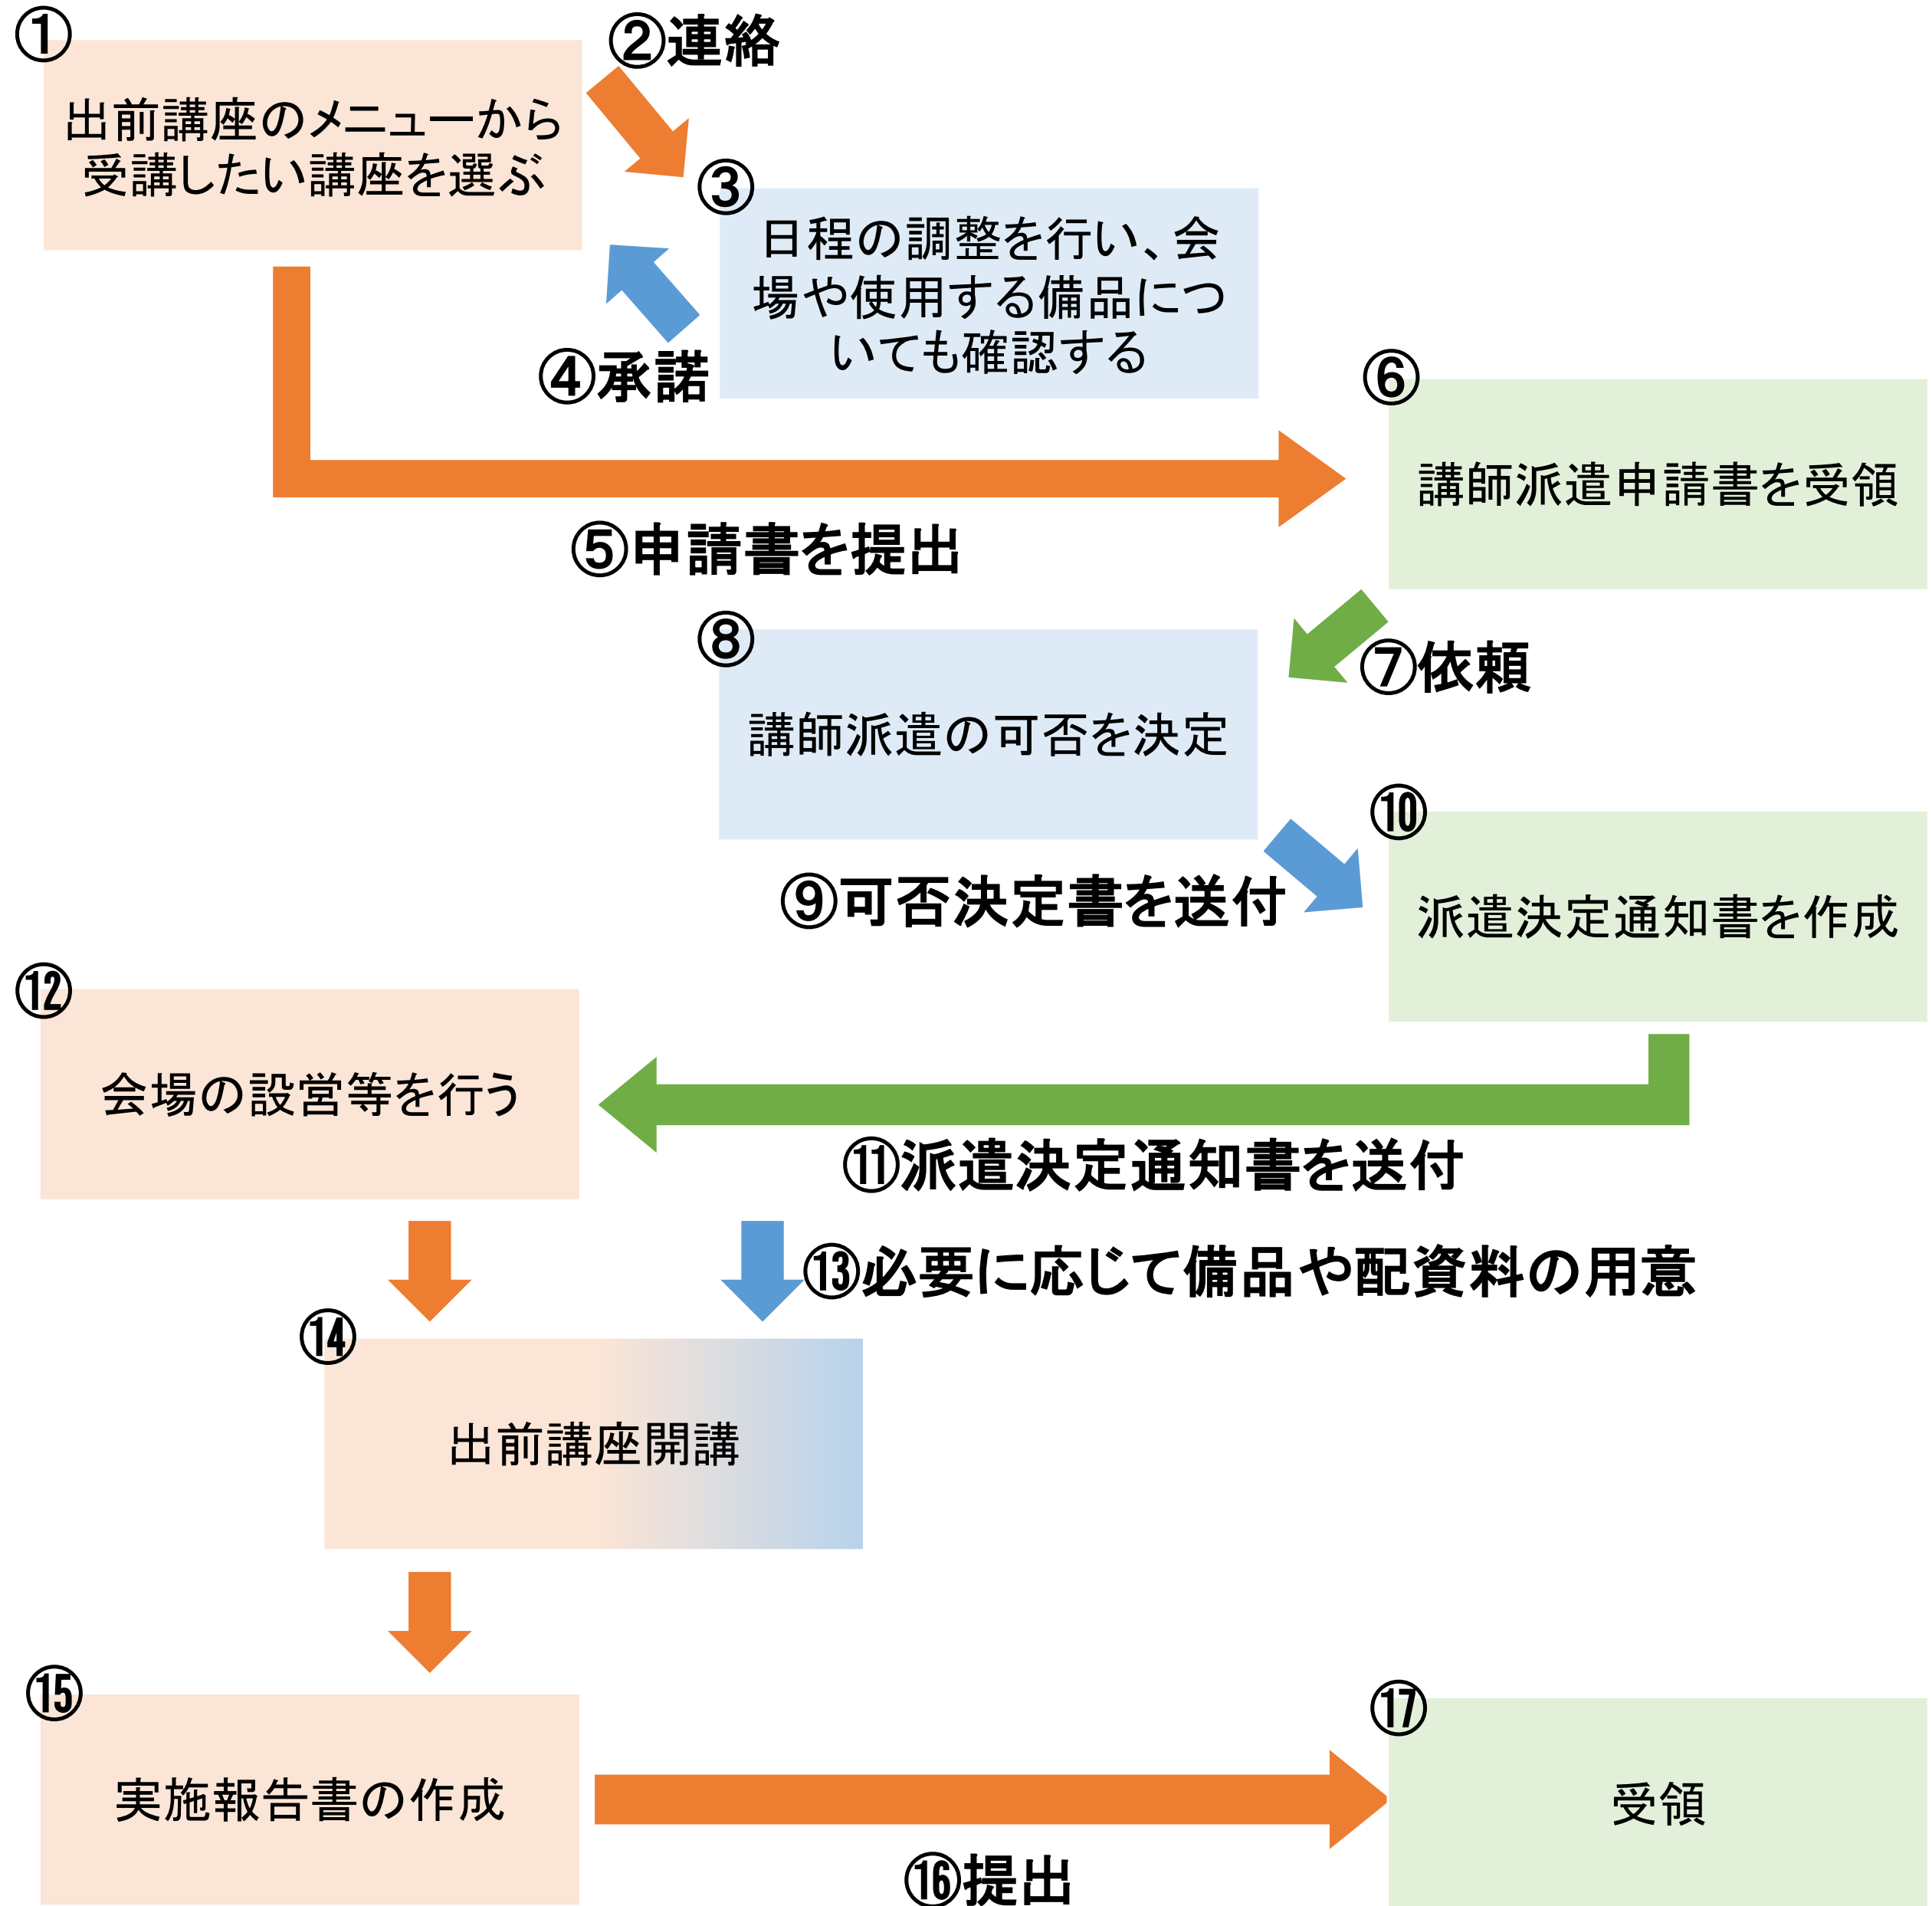 ①
出前講座のメニューから
受講したい講座を選ぶ
②連絡
③
日程の調整を行い、会
場や使用する備品につ
いても確認する
④承諾
⑤申請書を提出
⑥
講師派遣申請書を受領
⑦依頼
⑧
講師派遣の可否を決定
⑨可否決定書を送付
⑩
派遣決定通知書を作成
⑪派遣決定通知書を送付
⑫
会場の設営等を行う
⑬必要に応じて備品や配資料の用意
⑭
出前講座開講
⑮
実施報告書の作成
⑯提出
⑰
受領